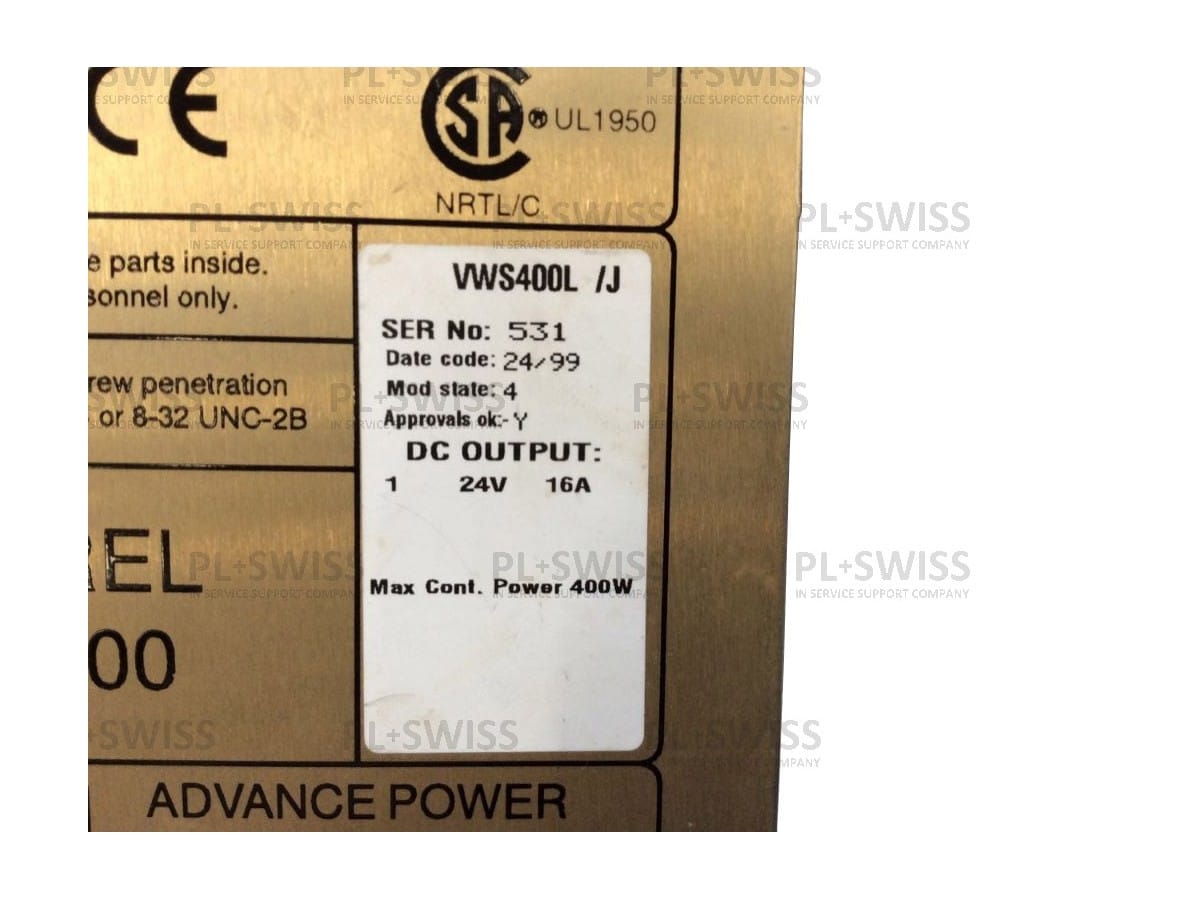 PL+SWISS
IN SERVICE SUPPORT COMPANY
CE
SA
® UL1950
NRTL/C
e parts inside.
sonnel only.
rew penetration
or 8-32 UNC-2B
REL
00
VWS400L /J
SER No: 531
Date code: 24/99
Mod state: 4
Approvals ok:- Y
DC OUTPUT:
1 24V 16A
Max Cont. Power 400W
ADVANCE POWER